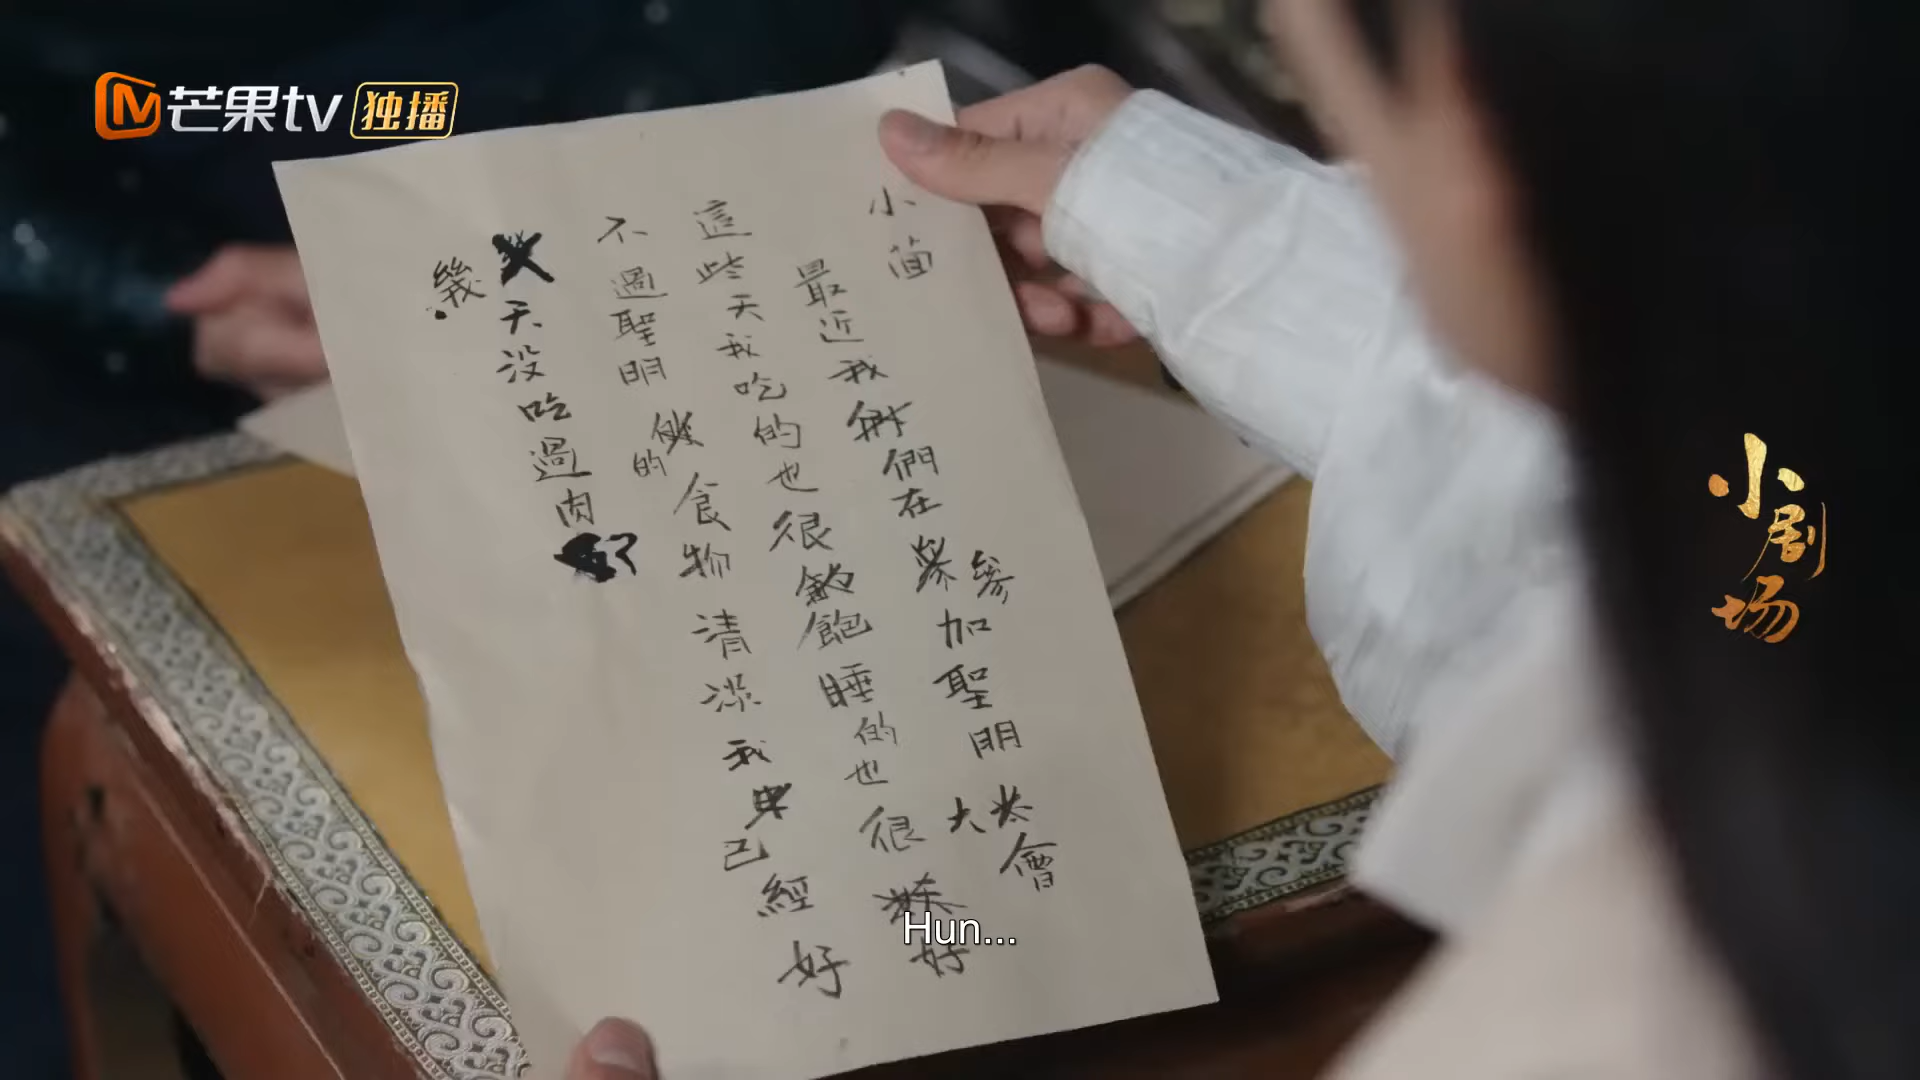 芒果tv 独播
小
最近我們在參加聖明大會
這些天我吃的也很飽睡的也很好
不過聖明的食物清淡我已經好
幾天沒吃過肉了
小剧场
Hun...